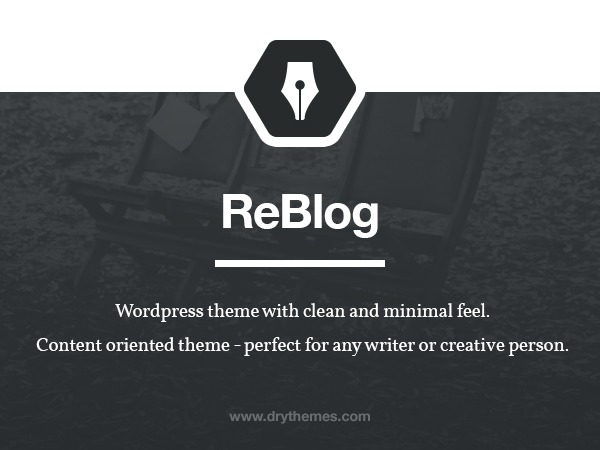 ReBlog
Wordpress theme with clean and minimal feel.
Content oriented theme - perfect for any writer or creative person.
www.drythemes.com